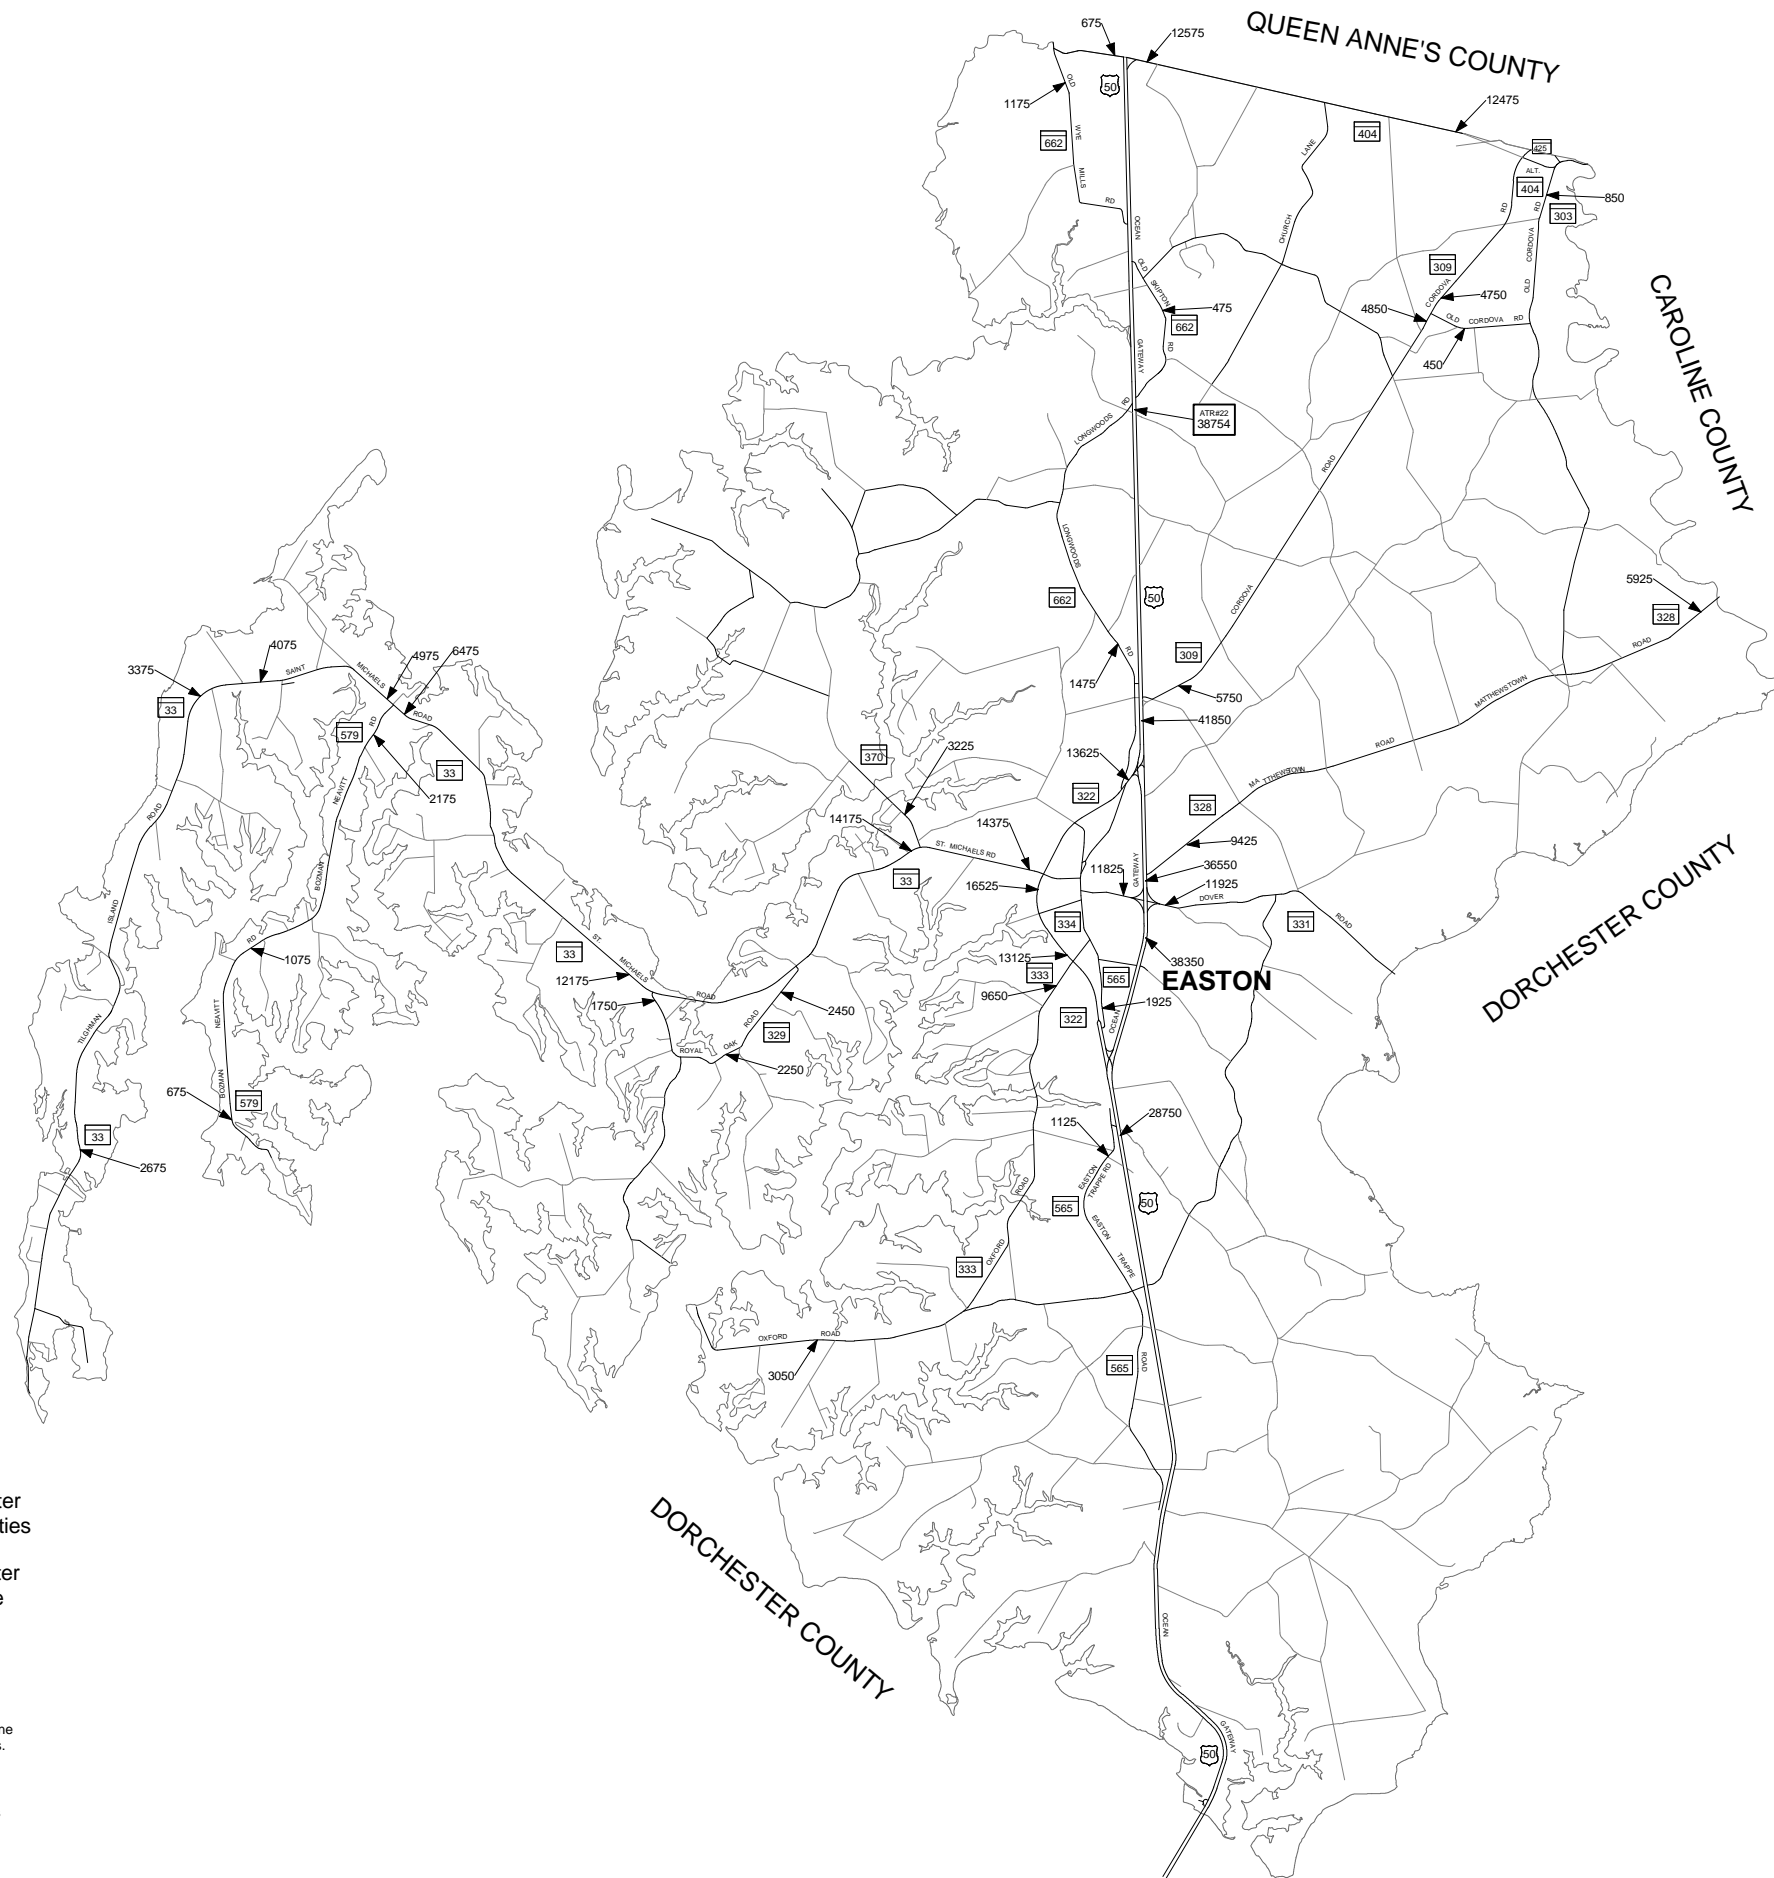 675
12575
QUEEN ANNE'S COUNTY
50
12475
1175
OLD
WYE
MILLS
RD
662
404
LANE
CHURCH
425
ALT.
404
850
303
RD
RD
CORDOVA
OLD
OCEAN
OLD
SKIPTON
RD
475
662
GATEWAY
309
CORDOVA
4750
4850
OLD CORDOVA RD
450
CAROLINE COUNTY
LONGWOODS RD
ATR#22
38754
ROAD
LONGWOODS
662
50
CORDOVA
5925
328
ROAD
RD
309
1475
5750
41850
MATTHEWSTOWN
ROAD
MATTHEWSTOWN
4075
3375
SAINT
MICHAELS
4975
6475
33
579
RD
ROAD
33
2175
NEAVITT
ROAD
370
3225
13625
322
328
14175
14375
9425
ST. MICHAELS RD
GATEWAY
11825
36550
33
16525
11925
DOVER
ROAD
331
334
BOZMAN
ISLAND
RD
1075
33
ST.
MICHAELS
ROAD
12175
1750
13125
333
565
38350
EASTON
9650
322
1925
OCEAN
DORCHESTER COUNTY
NEAVITT
TILGHMAN
2450
ROAD
329
ROYAL OAK
2250
BOZMAN
675
579
33
2675
1125
28750
EASTON
TRAPPE RD
ROAD
565
50
EASTON
TRAPPE
OXFORD
333
OXFORD ROAD
3050
565
ROAD
ter
ties
ter
e
DORCHESTER COUNTY
OCEAN
ne
s.
GATEWAY
50